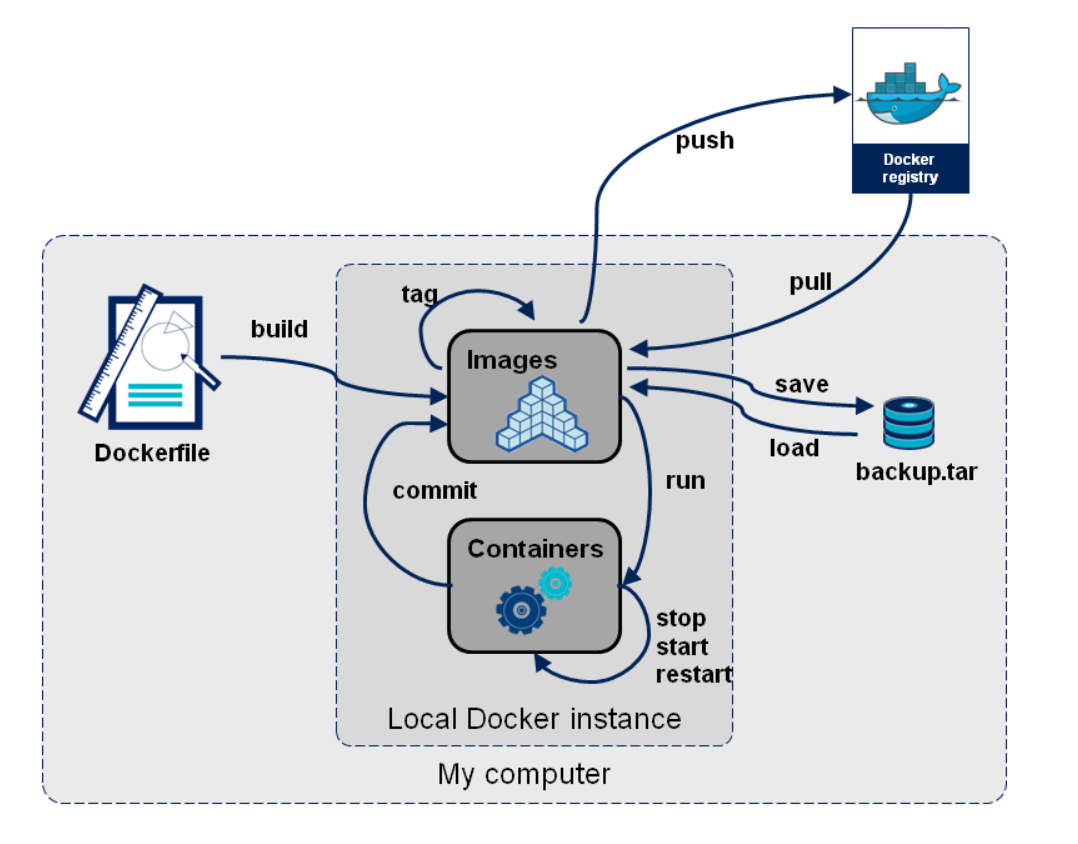 push
Docker
registry
pull
tag
build
Images
save
load
backup.tar
Dockerfile
commit
run
Containers
stop
start
restart
Local Docker instance
My computer